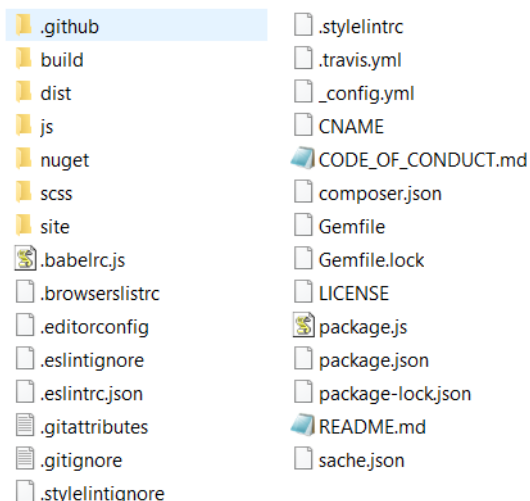 .github
build
dist
js
nuget
scss
site
.babelrc.js
.browserslistrc
.editorconfig
.eslintignore
.eslintrc.json
.gitattributes
.gitignore
.stylelintignore
.stylelintrc
.travis.yml
_config.yml
CNAME
CODE_OF_CONDUCT.md
composer.json
Gemfile
Gemfile.lock
LICENSE
package.js
package.json
package-lock.json
README.md
sache.json